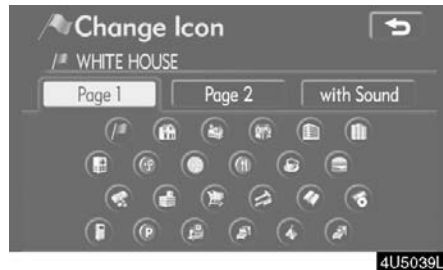 Change Icon
WHITE HOUSE
Page 1 Page 2 with Sound
P
4U5039L